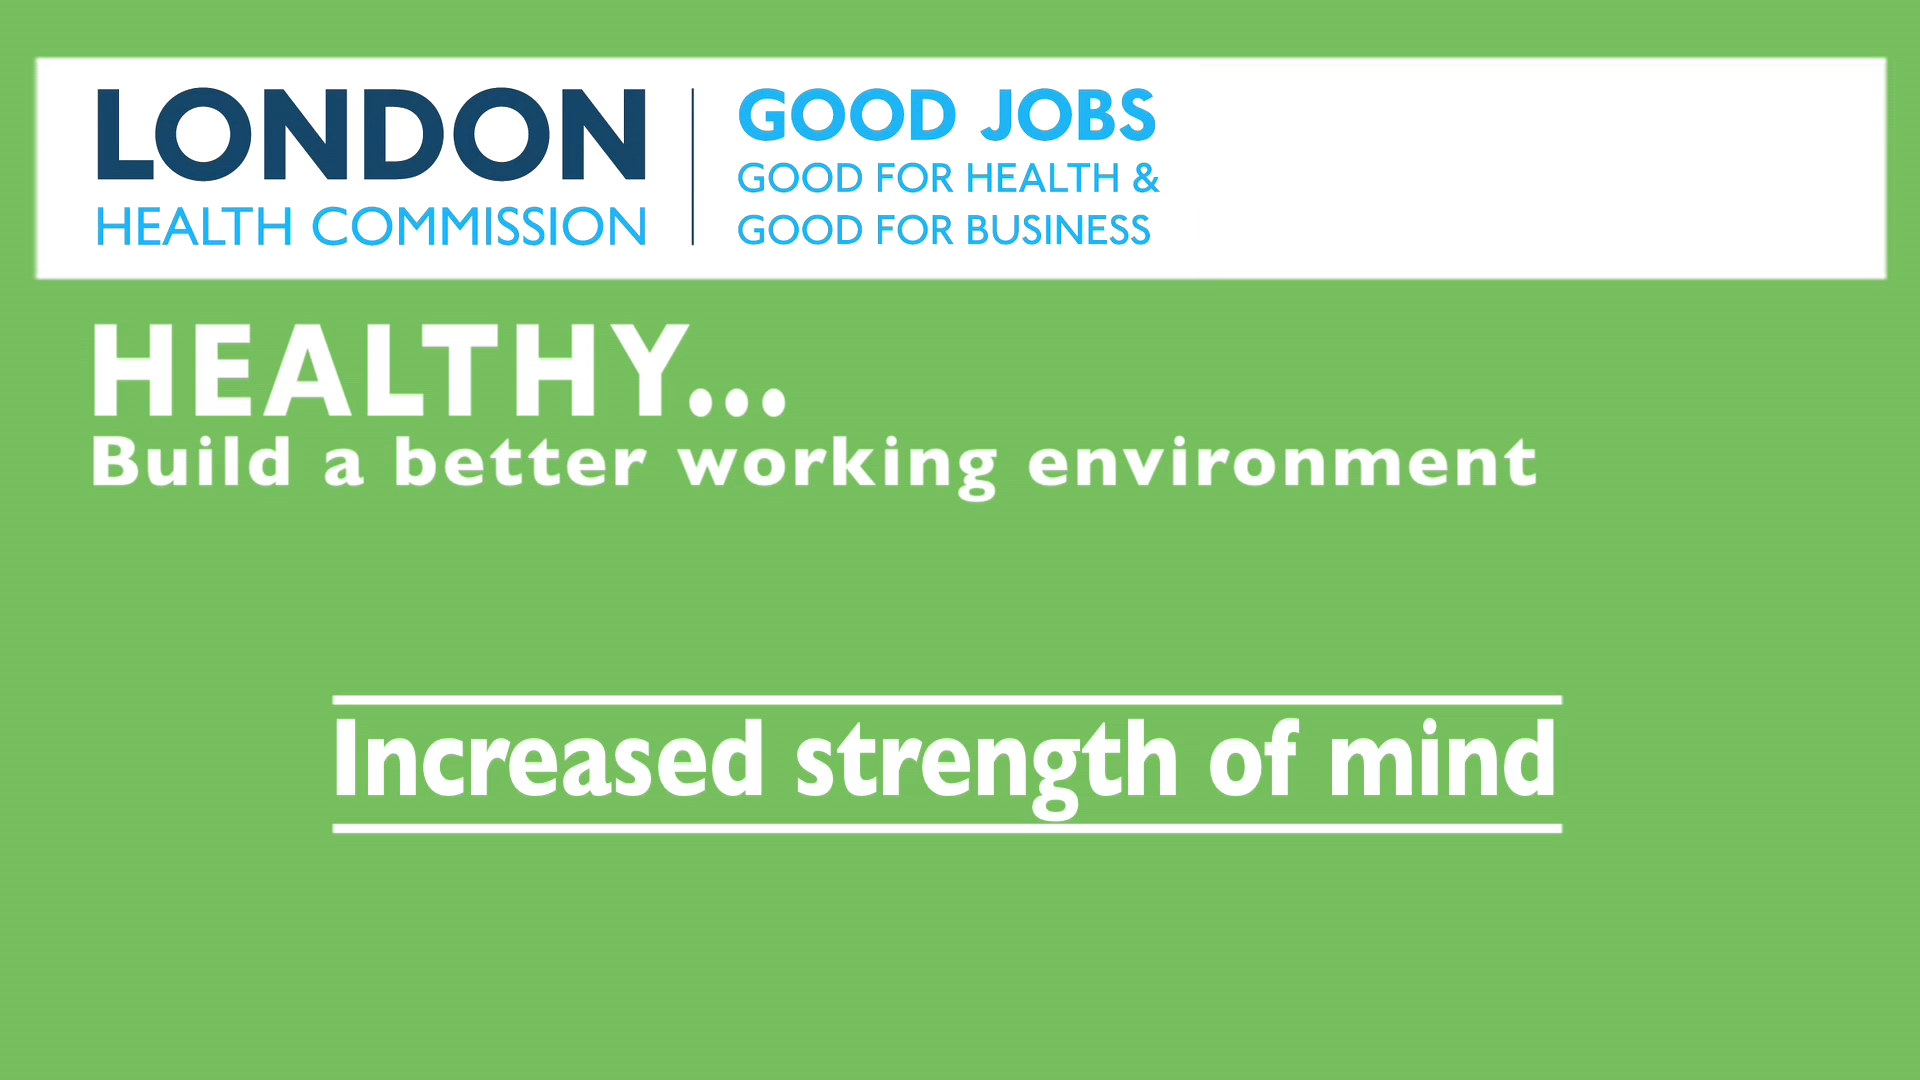 LONDON
HEALTH COMMISSION
GOOD JOBS
GOOD FOR HEALTH &
GOOD FOR BUSINESS
HEALTHY...
Build a better working environment
Increased strength of mind